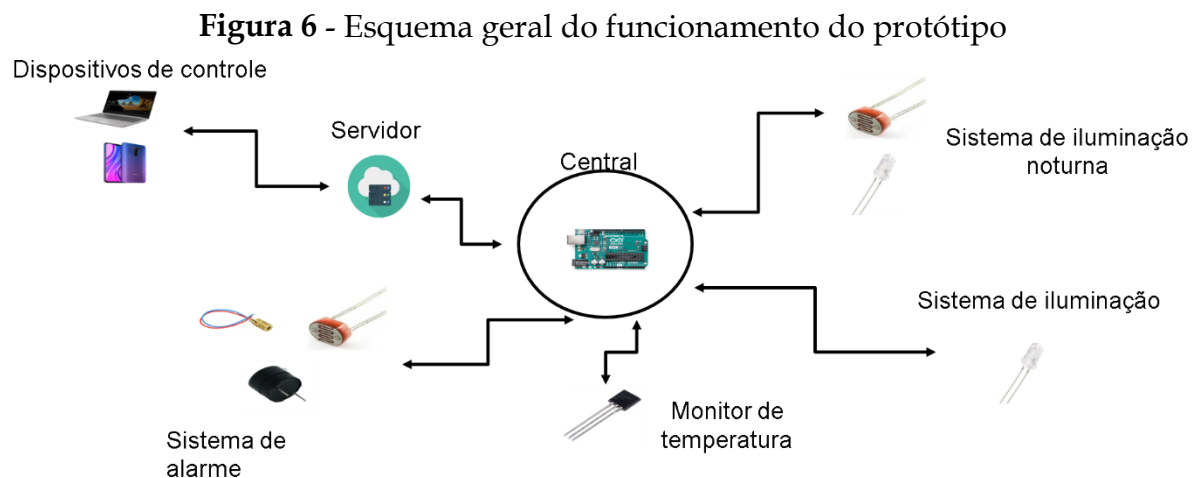 Figura 6 - Esquema geral do funcionamento do protótipo
Dispositivos de controle
Servidor
Central
Sistema de iluminação
noturna
Sistema de iluminação
Sistema de
alarme
Monitor de
temperatura